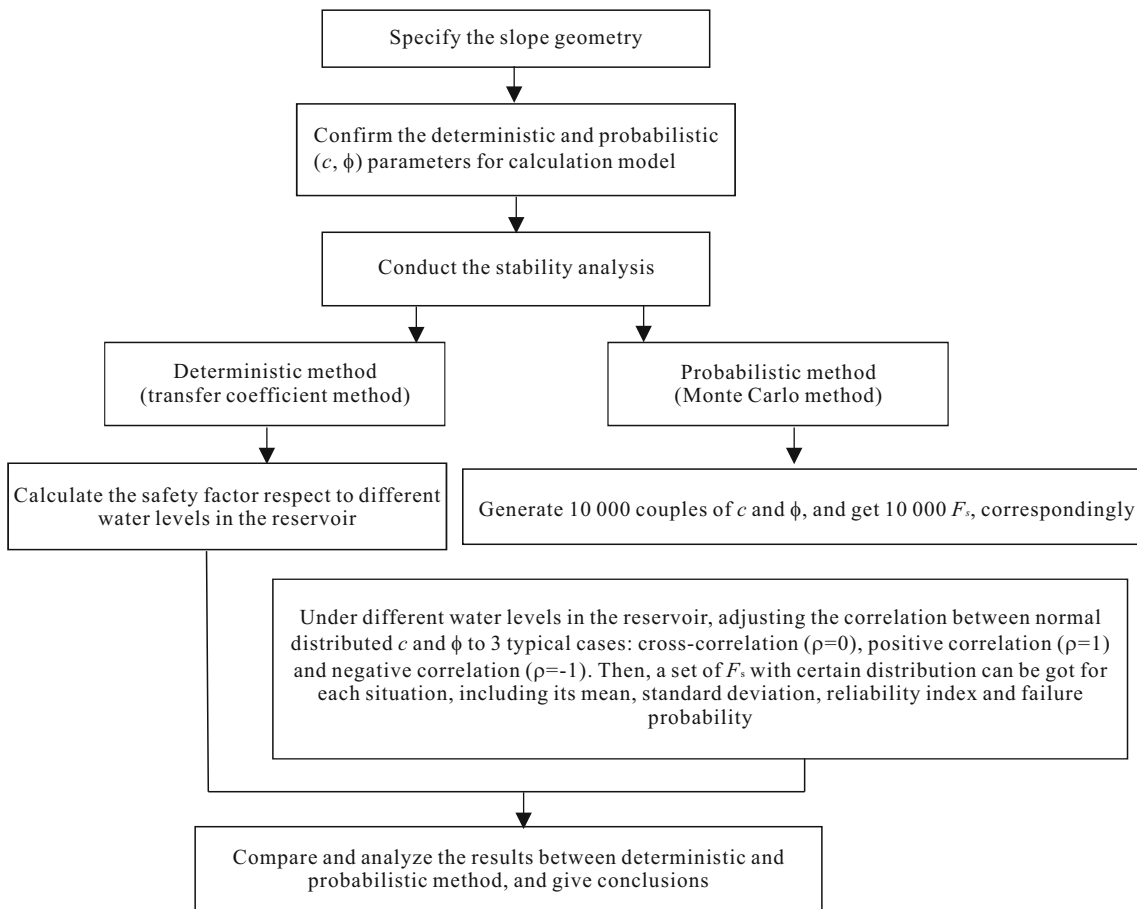 Specify the slope geometry
Confirm the deterministic and probabilistic
(c, ϕ) parameters for calculation model
Conduct the stability analysis
Deterministic method
(transfer coefficient method)
Probabilistic method
(Monte Carlo method)
Calculate the safety factor respect to different
water levels in the reservoir
Generate 10 000 couples of c and ϕ, and get 10 000 Fs, correspondingly
Under different water levels in the reservoir, adjusting the correlation between normal
distributed c and ϕ to 3 typical cases: cross-correlation (ρ=0), positive correlation (ρ=1)
and negative correlation (ρ=-1). Then, a set of Fs with certain distribution can be got for
each situation, including its mean, standard deviation, reliability index and failure
probability
Compare and analyze the results between deterministic and
probabilistic method, and give conclusions